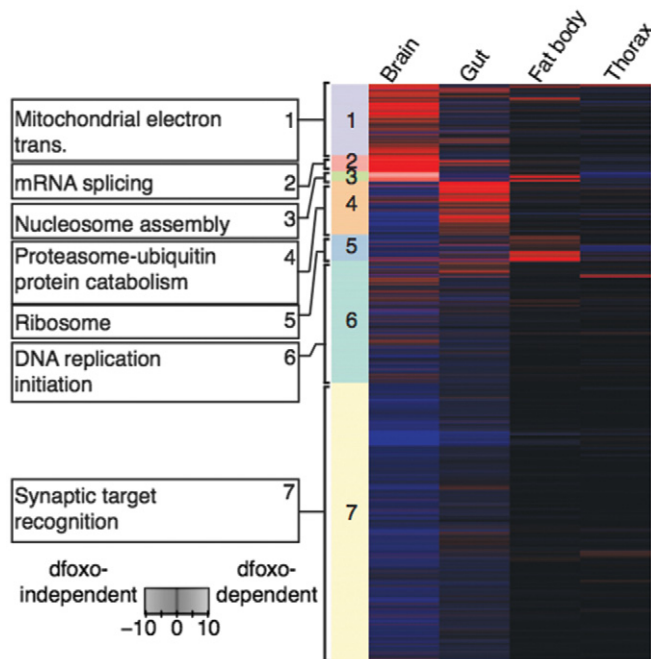 Brain
Gut
Fat body
Thorax
Mitochondrial electron
trans.
1
mRNA splicing
2
Nucleosome assembly
3
Proteasome-ubiquitin
protein catabolism
4
Ribosome
5
DNA replication
initiation
6
Synaptic target
recognition
7
1
2
3
4
5
6
7
dfoxo-
independent
dfoxo-
dependent
−10 0 10